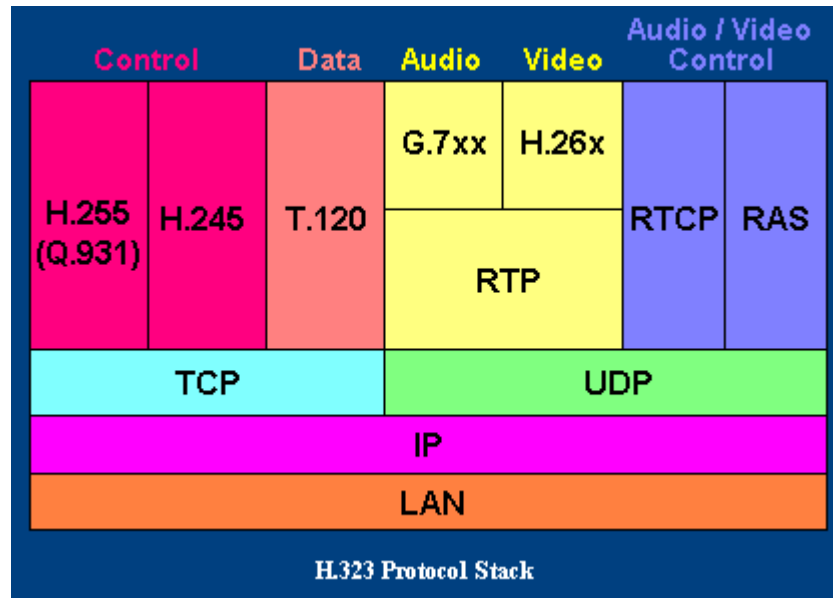 Control
Data
Audio
Video
Audio / Video
Control
H.255
(Q.931)
H.245
T.120
G.7xx
H.26x
RTP
RTCP
RAS
TCP
UDP
IP
LAN
H.323 Protocol Stack